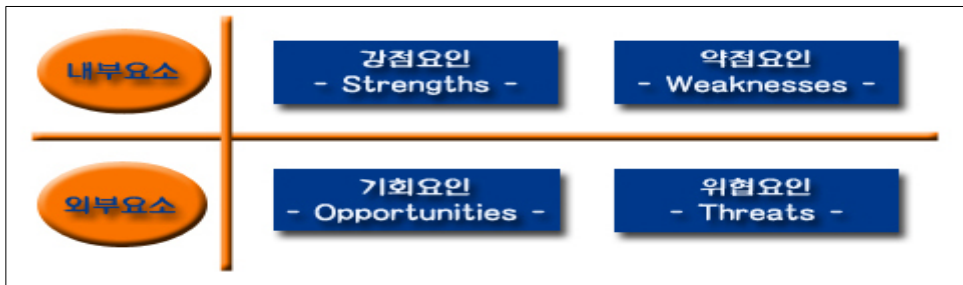 내부요소
강점요인
- Strengths -
약점요인
- Weaknesses -
외부요소
기회요인
- Opportunities -
위협요인
- Threats -